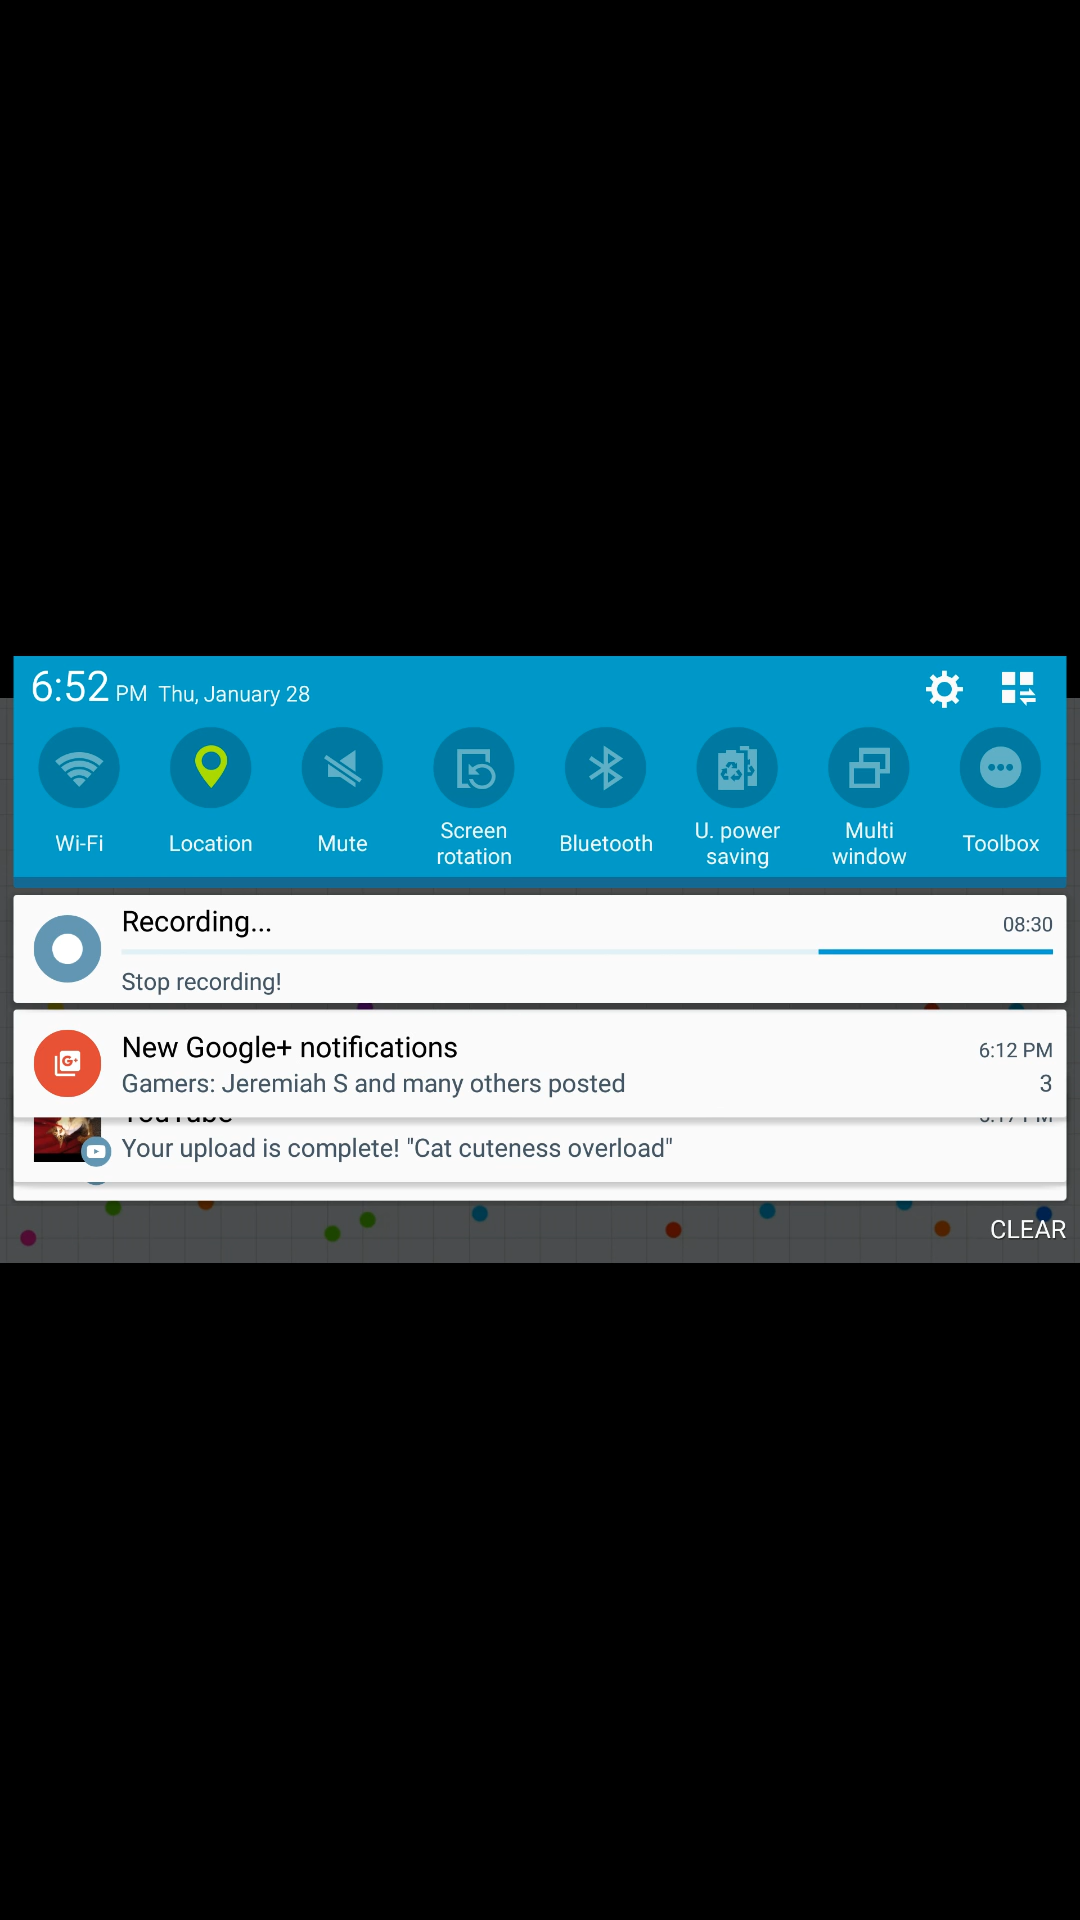 6:52 PM Thu, January 28
Wi-Fi
Location
Mute
Screen
rotation
Bluetooth
U. power
saving
Multi
window
Toolbox
Recording...
08:30
Stop recording!
New Google+ notifications
6:12 PM
Gamers: Jeremiah S and many others posted
3
YouTube
Your upload is complete! "Cat cuteness overload"
CLEAR